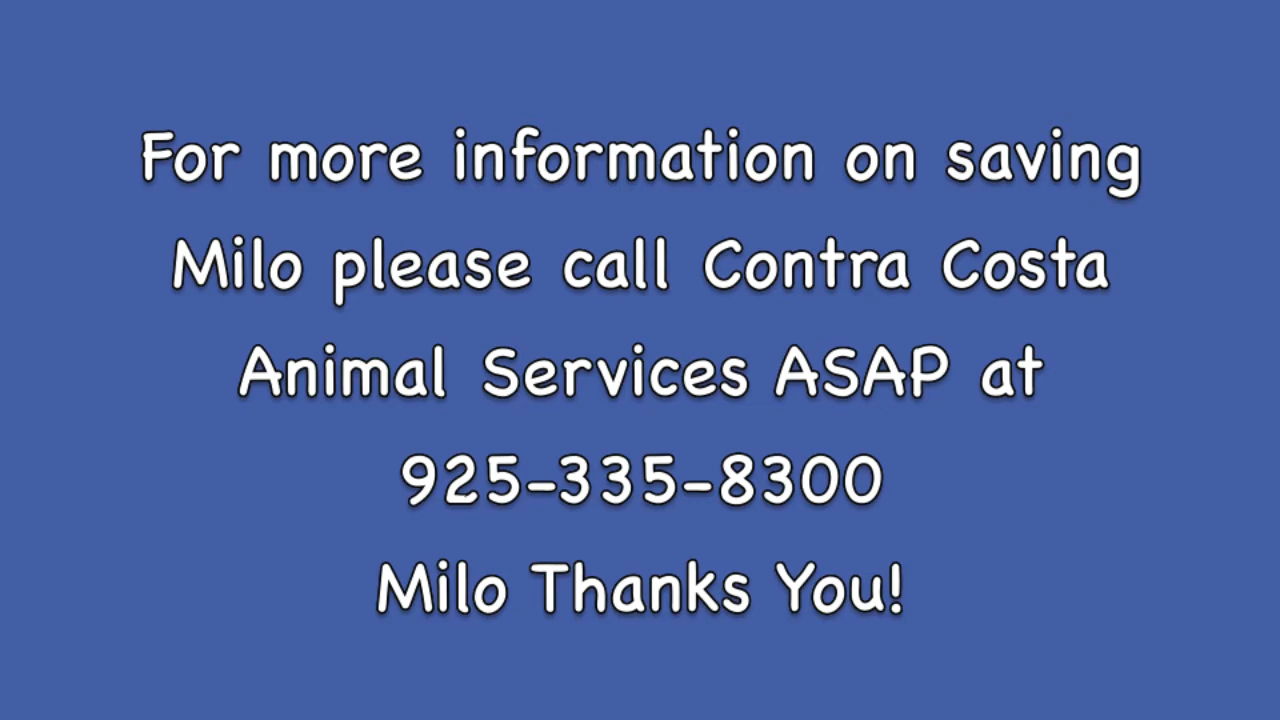 For more information on saving
Milo please call Contra Costa
Animal Services ASAP at
925-335-8300
Milo Thanks You!